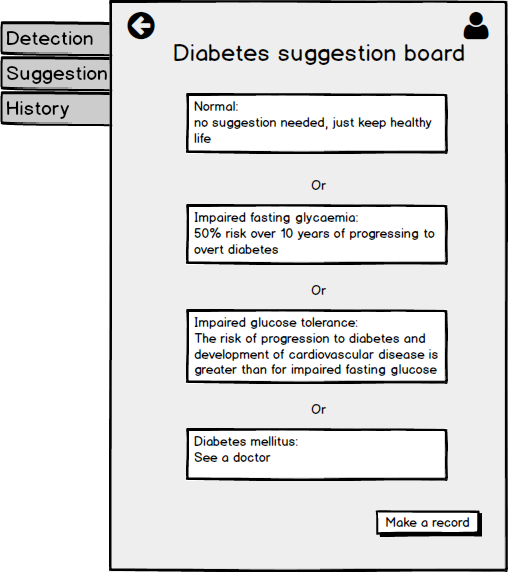 Detection
Suggestion
History
Diabetes suggestion board
Normal:
no suggestion needed, just keep healthy
life
Or
Impaired fasting glycaemia:
50% risk over 10 years of progressing to
overt diabetes
Or
Impaired glucose tolerance:
The risk of progression to diabetes and
development of cardiovascular disease is
greater than for impaired fasting glucose
Or
Diabetes mellitus:
See a doctor
Make a record